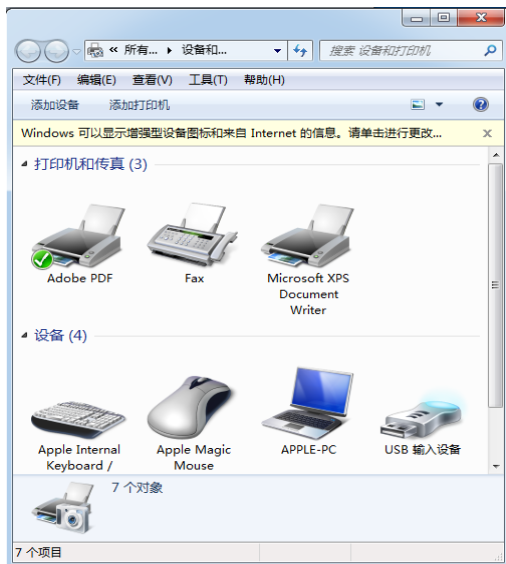 « 所有... ▸ 设备和...
搜索 设备和打印机
文件(F) 编辑(E) 查看(V) 工具(T) 帮助(H)
添加设备 添加打印机
Windows 可以显示增强型设备图标和来自 Internet 的信息。请单击进行更改... x
打印机和传真 (3)
Adobe PDF
Fax
Microsoft XPS
Document
Writer
设备 (4)
Apple Internal
Keyboard /
Apple Magic
Mouse
APPLE-PC
USB 输入设备
7 个对象
7 个项目